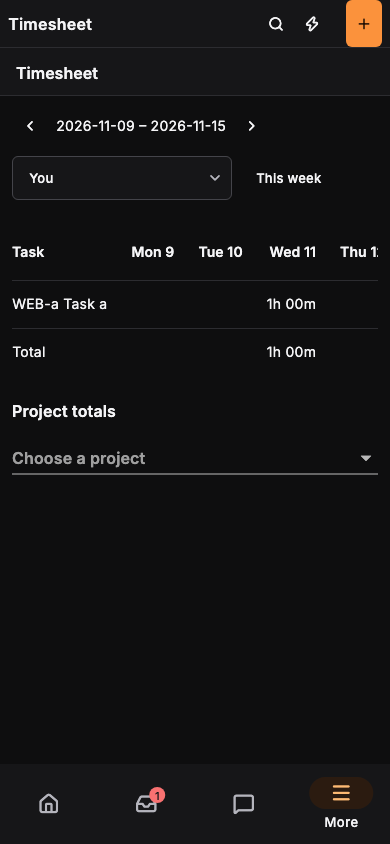 Timesheet
Timesheet
2026-11-09 – 2026-11-15
You
This week
Task Mon 9 Tue 10 Wed 11 Thu
WEB-a Task a 1h 00m
Total 1h 00m
Project totals
Choose a project
1
More